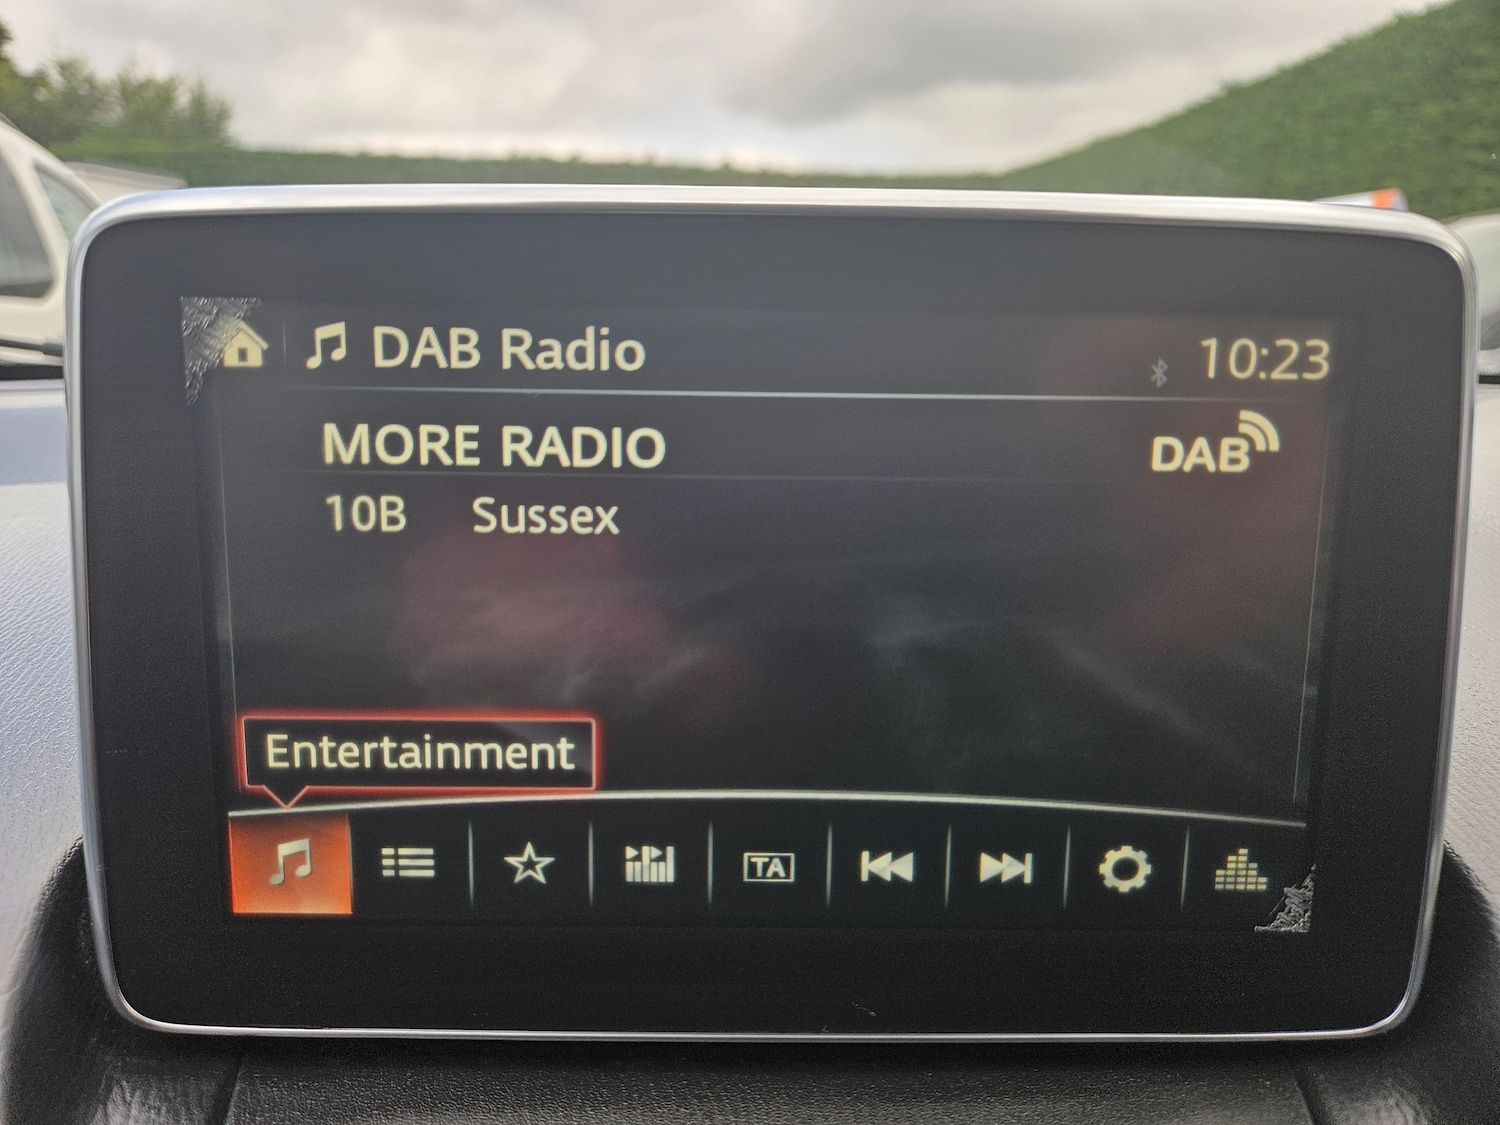 DAB Radio 10:23
MORE RADIO DAB
10B Sussex
Entertainment
TA